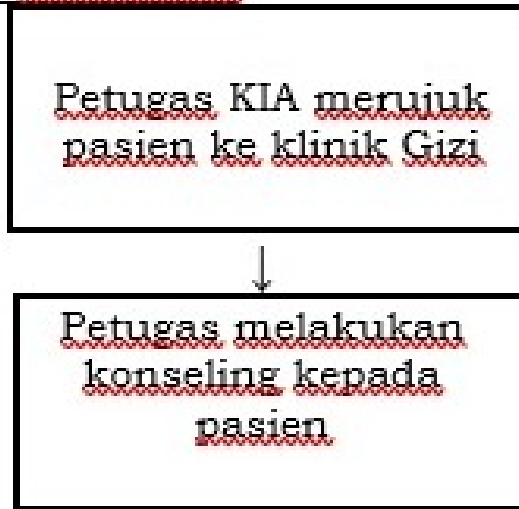 Petugas KIA merujuk
pasien ke klinik Gizi
Petugas melakukan
konseling kepada
pasien